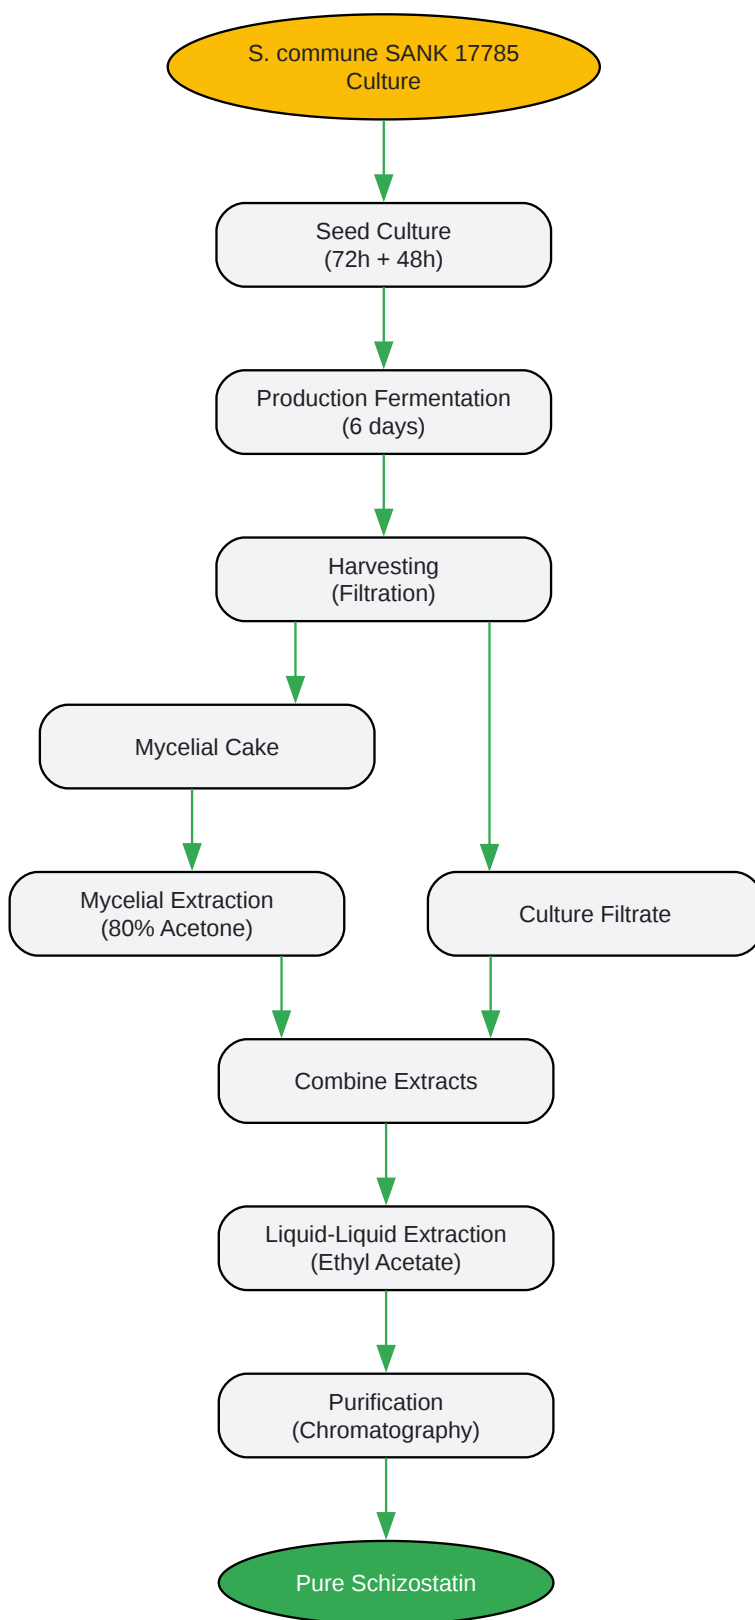 S. commune SANK 17785
Culture
Seed Culture
(72h + 48h)
Production Fermentation
(6 days)
Harvesting
(Filtration)
Mycelial Cake
Mycelial Extraction
(80% Acetone)
Culture Filtrate
Combine Extracts
Liquid-Liquid Extraction
(Ethyl Acetate)
Purification
(Chromatography)
Pure Schizostatin